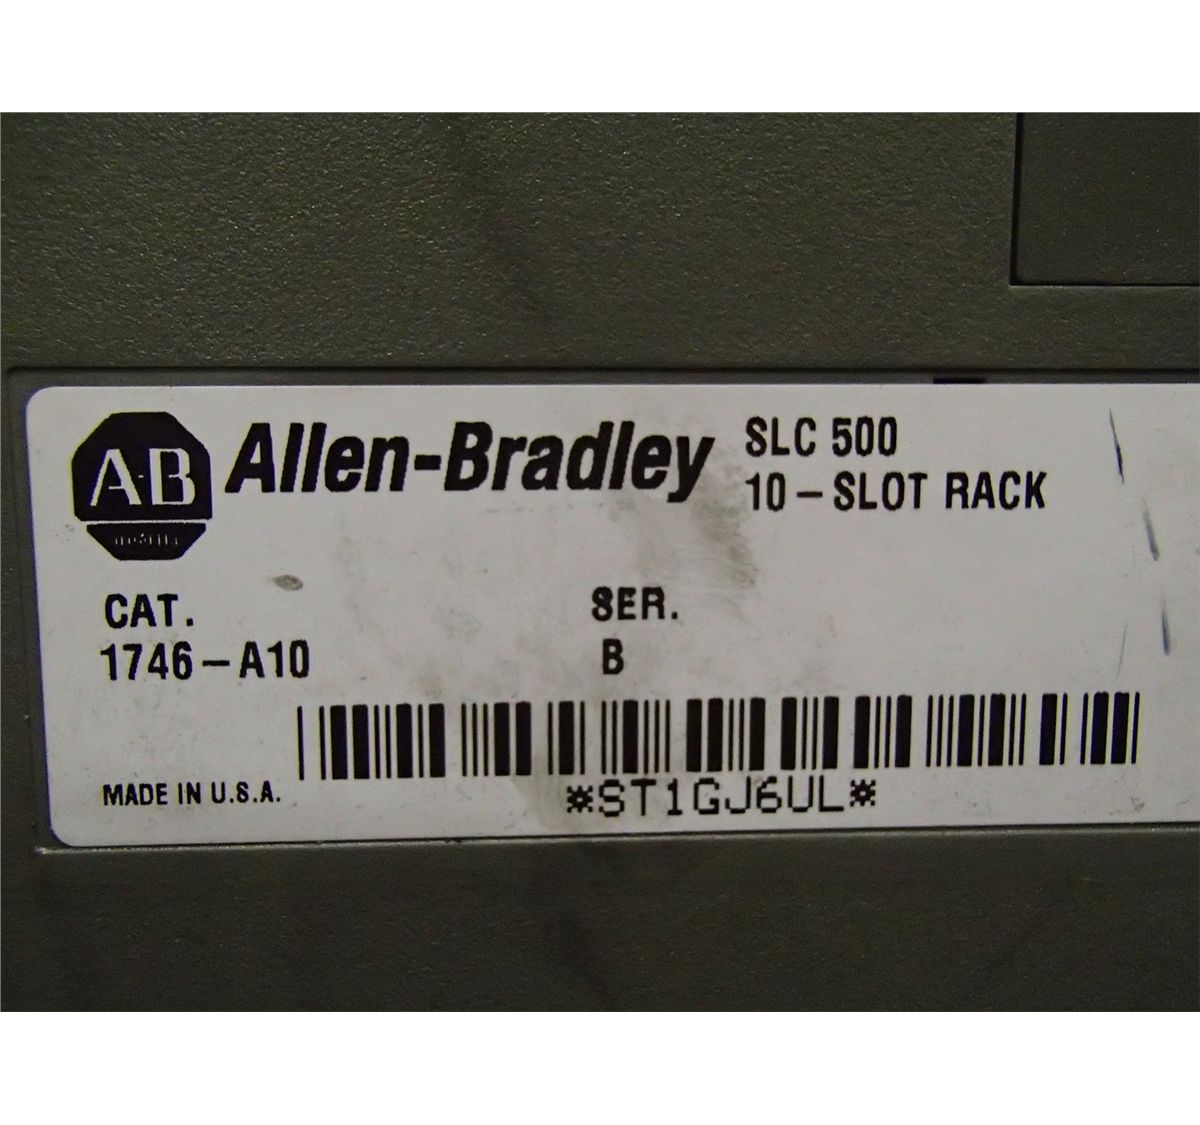 A-B
Allen-Bradley
SLC 500
10-SLOT RACK
CAT.
SER.
1746-A10
B
MADE IN U.S.A.
*ST1GJ6UL*